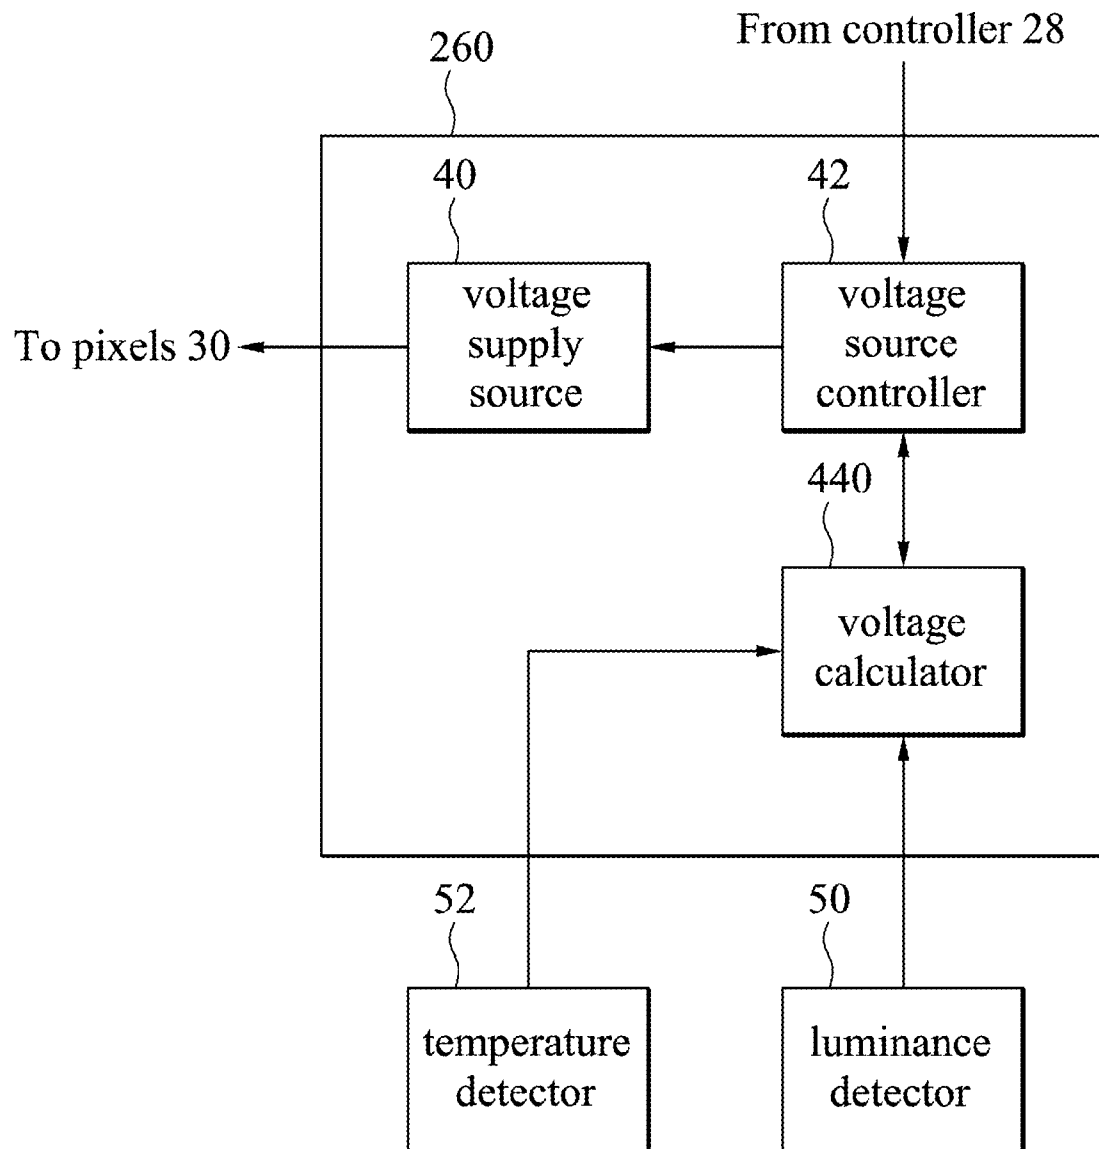 From controller 28
260
40
42
voltage
supply
source
voltage
source
controller
To pixels 30
440
voltage
calculator
52
50
temperature
detector
luminance
detector